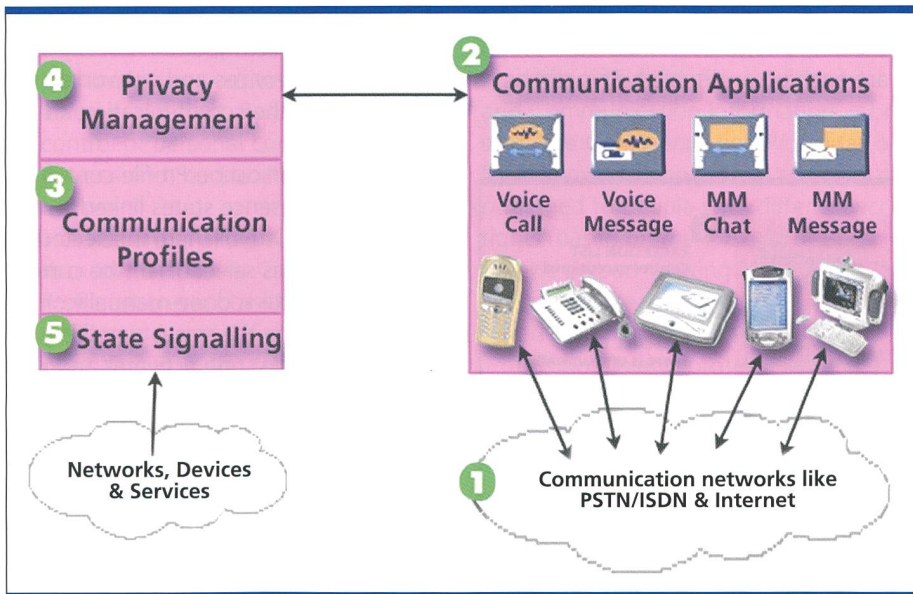 4
Privacy
Management
3
Communication
Profiles
5
State Signalling
Networks, Devices
& Services
2
Communication Applications
Voice
Call
Voice
Message
MM
Chat
MM
Message
1
Communication networks like
PSTN/ISDN & Internet